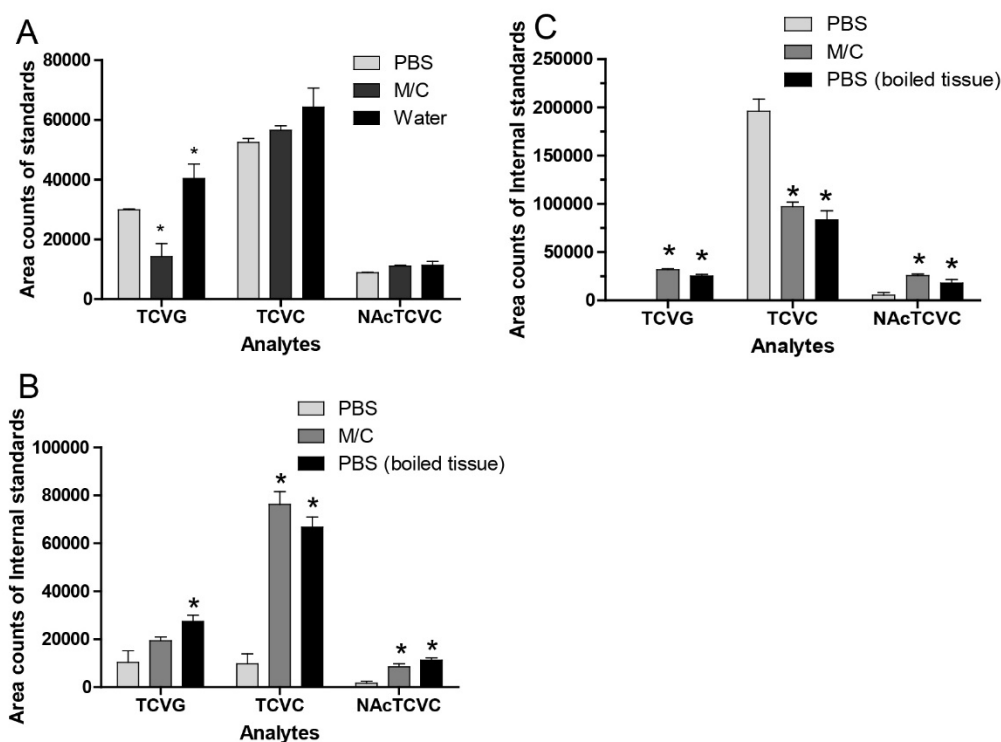 A
Area counts of standards
80000
60000
40000
20000
0
PBS
M/C
Water
*
*
TCVG
TCVC
NAcTCVC
Analytes
C
Area counts of Internal standards
250000
200000
150000
100000
50000
0
PBS
M/C
PBS (boiled tissue)
* *
* *
* *
TCVG
TCVC
NAcTCVC
Analytes
B
Area counts of Internal standards
100000
80000
60000
40000
20000
0
PBS
M/C
PBS (boiled tissue)
*
* *
* *
TCVG
TCVC
NAcTCVC
Analytes